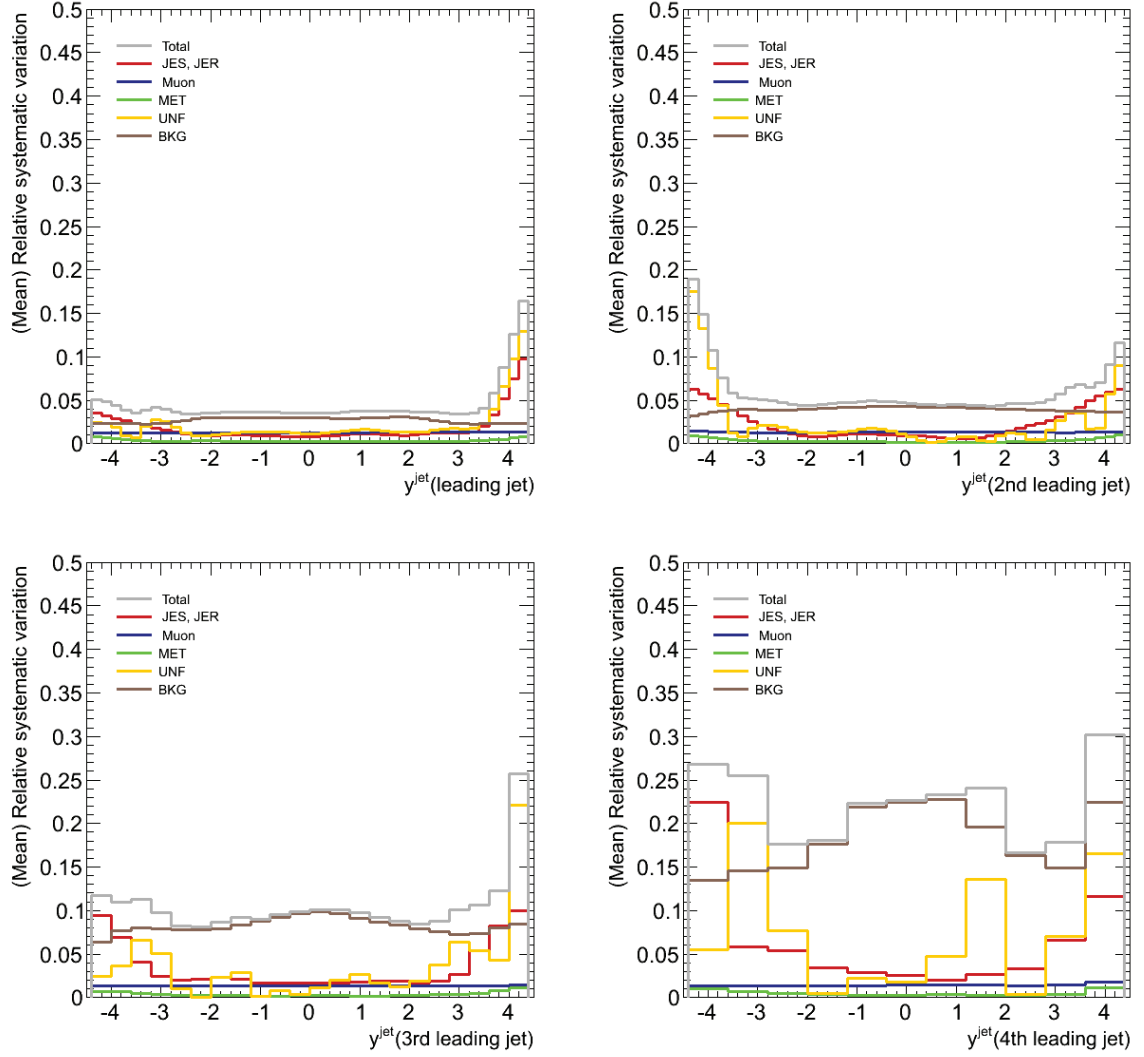 (Mean) Relative systematic variation
0.5
0.45
0.4
0.35
0.3
0.25
0.2
0.15
0.1
0.05
0
Total
JES, JER
Muon
MET
UNF
BKG
-4 -3 -2 -1 0 1 2 3 4
y^jet(leading jet)
(Mean) Relative systematic variation
0.5
0.45
0.4
0.35
0.3
0.25
0.2
0.15
0.1
0.05
0
Total
JES, JER
Muon
MET
UNF
BKG
-4 -3 -2 -1 0 1 2 3 4
y^jet(2nd leading jet)
(Mean) Relative systematic variation
0.5
0.45
0.4
0.35
0.3
0.25
0.2
0.15
0.1
0.05
0
Total
JES, JER
Muon
MET
UNF
BKG
-4 -3 -2 -1 0 1 2 3 4
y^jet(3rd leading jet)
(Mean) Relative systematic variation
0.5
0.45
0.4
0.35
0.3
0.25
0.2
0.15
0.1
0.05
0
Total
JES, JER
Muon
MET
UNF
BKG
-4 -3 -2 -1 0 1 2 3 4
y^jet(4th leading jet)